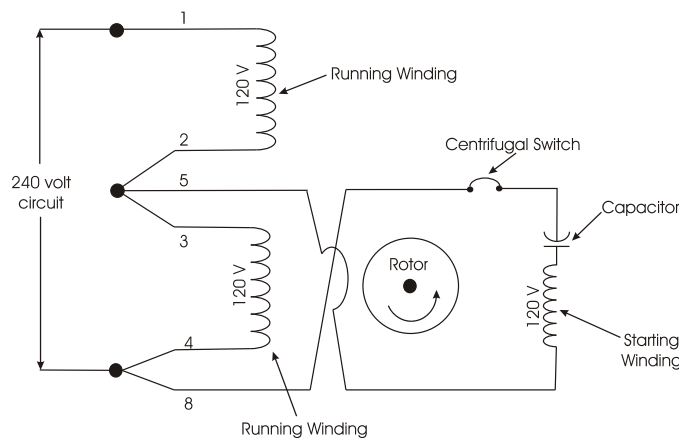 1
120 V
Running Winding
2
Centrifugal Switch
240 volt
circuit
5
Capacitor
3
Rotor
120 V
120 V
Starting
Winding
4
8
Running Winding